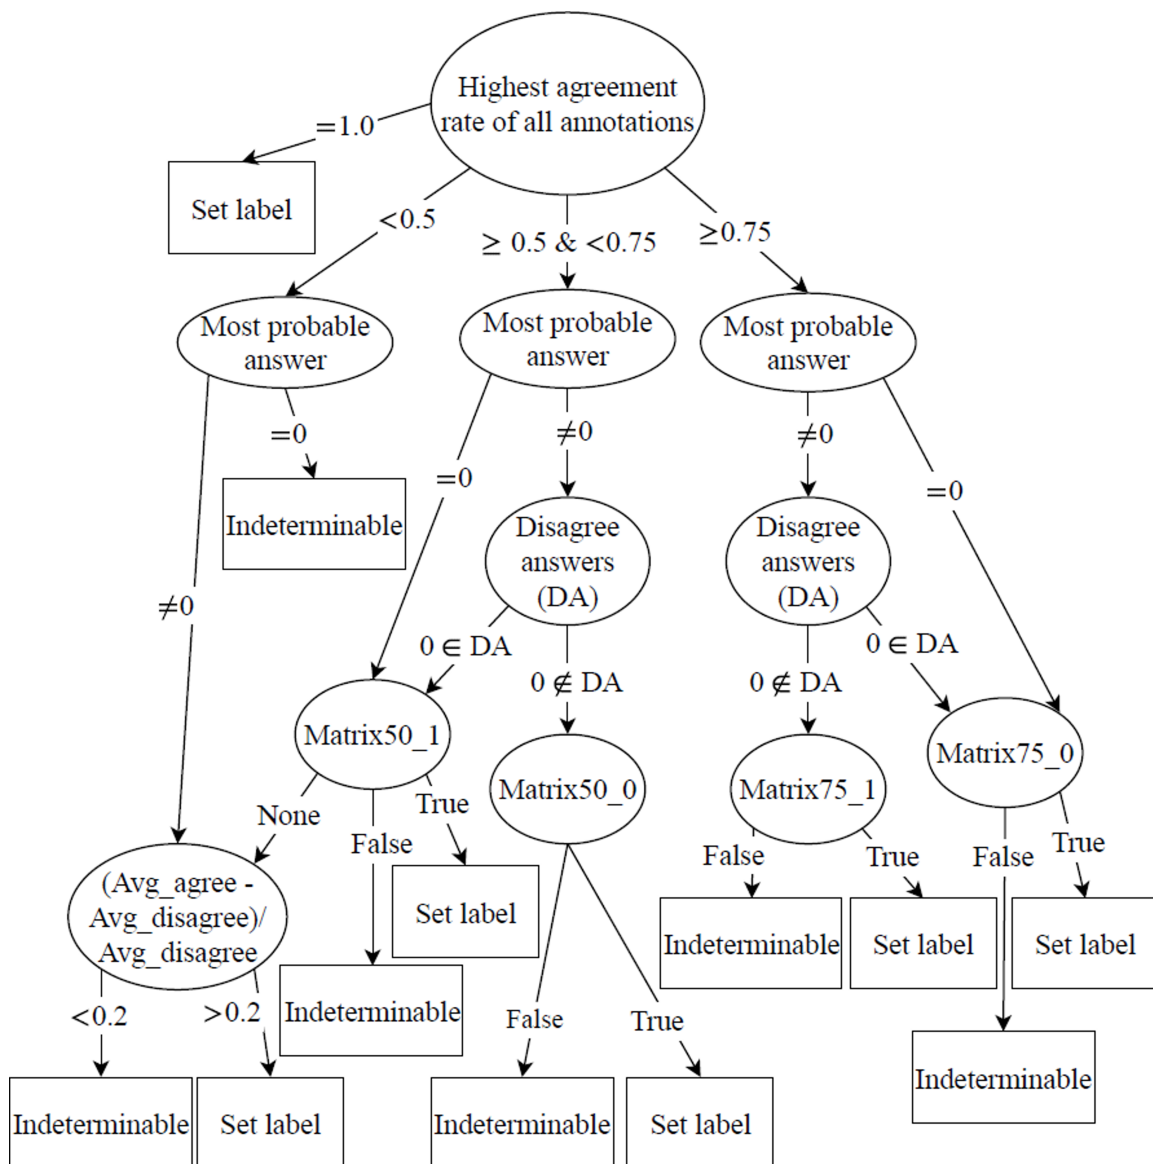 Highest agreement
rate of all annotations
=1.0
Set label
<0.5
≥ 0.5 & <0.75
≥0.75
Most probable
answer
Most probable
answer
Most probable
answer
=0
≠0
≠0
=0
=0
Indeterminable
Disagree
answers
(DA)
Disagree
answers
(DA)
≠0
0 ∈ DA
0 ∉ DA
0 ∉ DA
0 ∈ DA
Matrix50_1
Matrix50_0
Matrix75_1
Matrix75_0
None
False
True
False
True
False
True
(Avg_agree -
Avg_disagree)/
Avg_disagree
Set label
Indeterminable
Set label
Set label
Indeterminable
<0.2
>0.2
False
True
Indeterminable
Indeterminable
Set label
Indeterminable
Set label